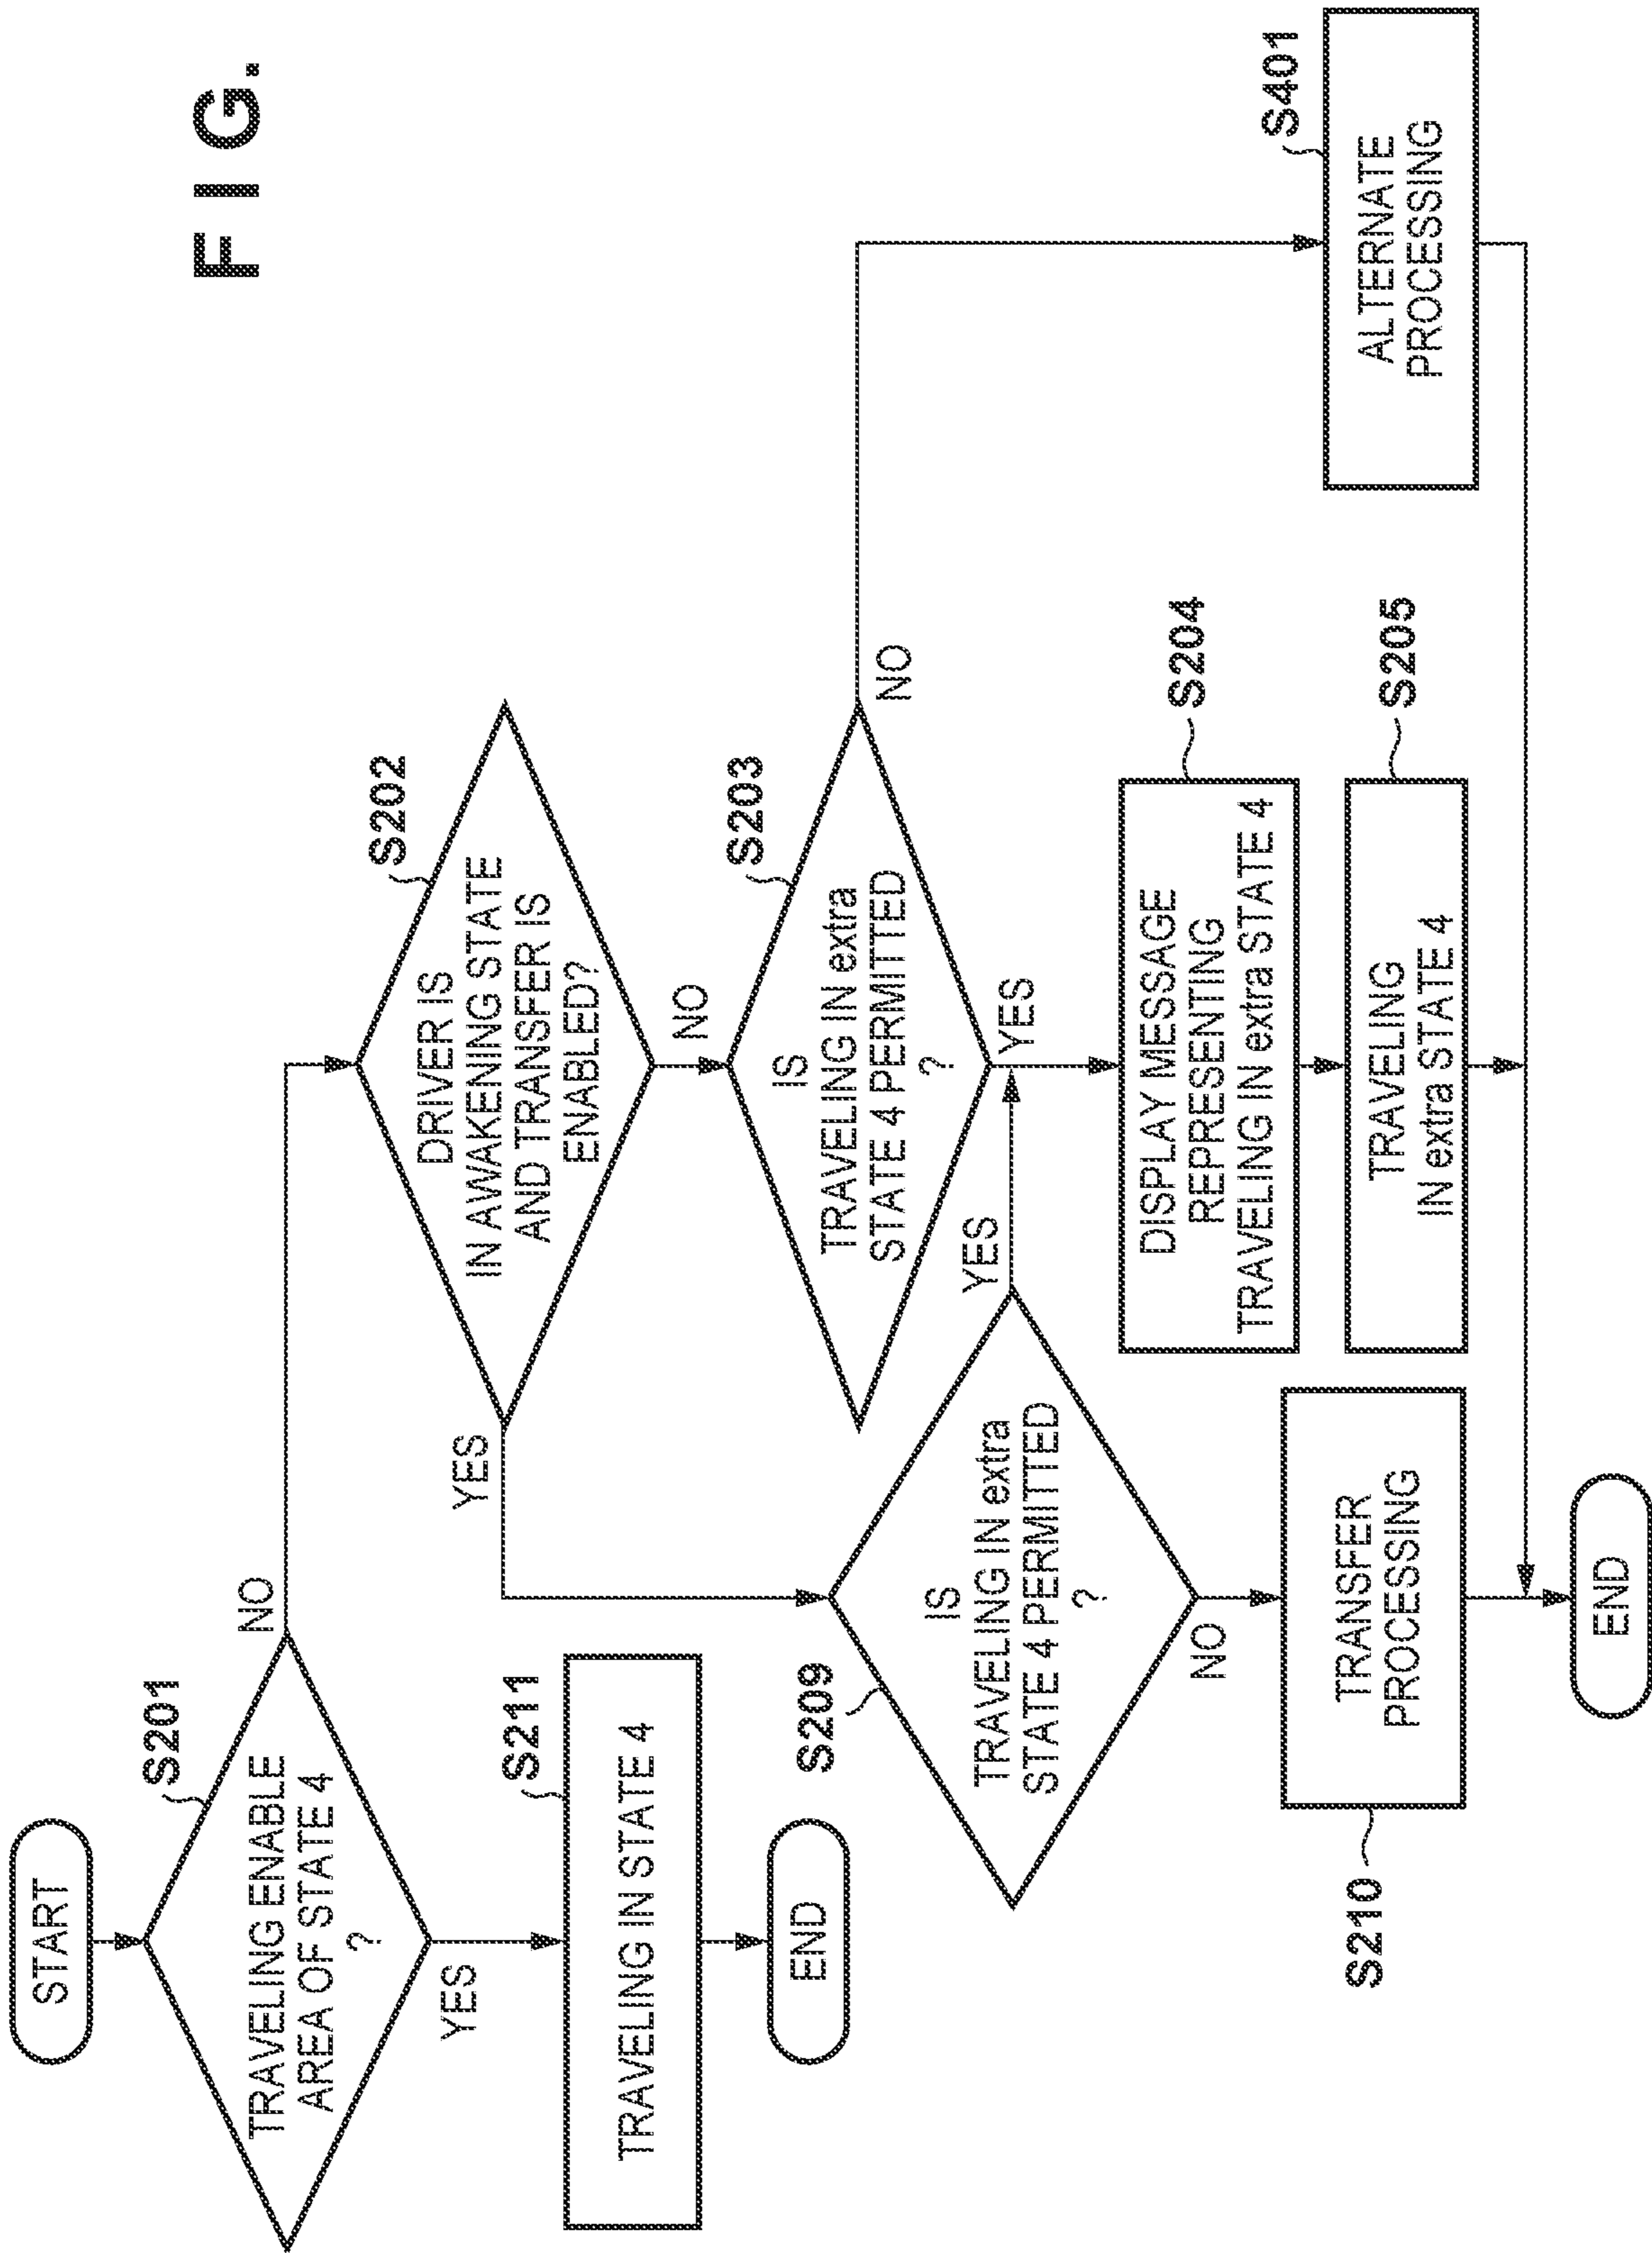 FIG.
START
S201
TRAVELING ENABLE
AREA OF STATE 4
?
NO
YES
S211
TRAVELING IN STATE 4
END
S202
DRIVER IS
IN AWAKENING STATE
AND TRANSFER IS
ENABLED?
YES
NO
S203
IS
TRAVELING IN extra
STATE 4 PERMITTED
?
NO
YES
S209
IS
TRAVELING IN extra
STATE 4 PERMITTED
?
YES
NO
S204
DISPLAY MESSAGE
REPRESENTING
TRAVELING IN extra STATE 4
S205
TRAVELING
IN extra STATE 4
S210
TRANSFER
PROCESSING
S401
ALTERNATE
PROCESSING
END